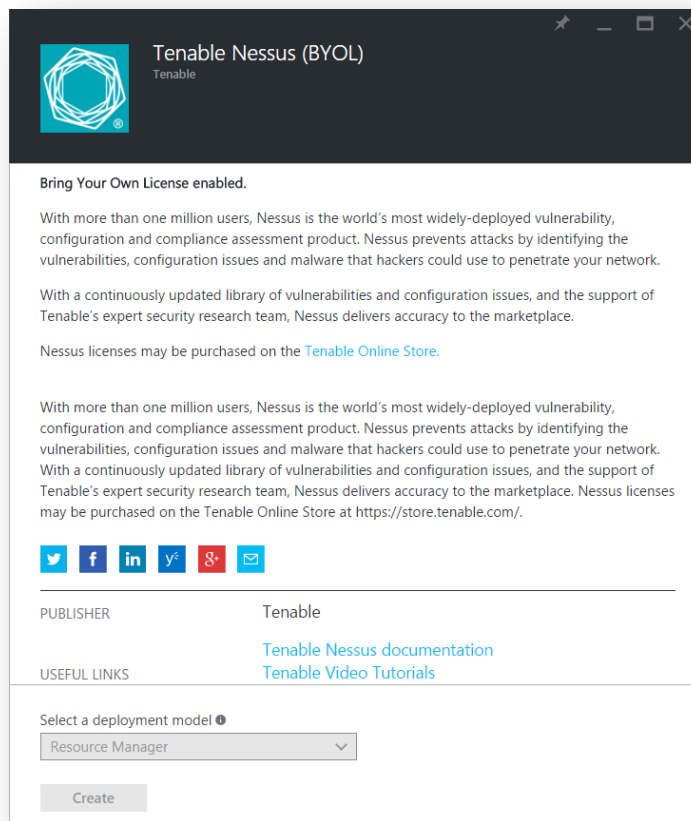 Tenable Nessus (BYOL)
Tenable
®
Bring Your Own License enabled.
With more than one million users, Nessus is the world's most widely-deployed vulnerability,
configuration and compliance assessment product. Nessus prevents attacks by identifying the
vulnerabilities, configuration issues and malware that hackers could use to penetrate your network.
With a continuously updated library of vulnerabilities and configuration issues, and the support of
Tenable's expert security research team, Nessus delivers accuracy to the marketplace.
Nessus licenses may be purchased on the Tenable Online Store.
With more than one million users, Nessus is the world's most widely-deployed vulnerability,
configuration and compliance assessment product. Nessus prevents attacks by identifying the
vulnerabilities, configuration issues and malware that hackers could use to penetrate your network.
With a continuously updated library of vulnerabilities and configuration issues, and the support of
Tenable's expert security research team, Nessus delivers accuracy to the marketplace. Nessus licenses
may be purchased on the Tenable Online Store at https://store.tenable.com/.
PUBLISHER Tenable
Tenable Nessus documentation
USEFUL LINKS Tenable Video Tutorials
Select a deployment model
Resource Manager
Create